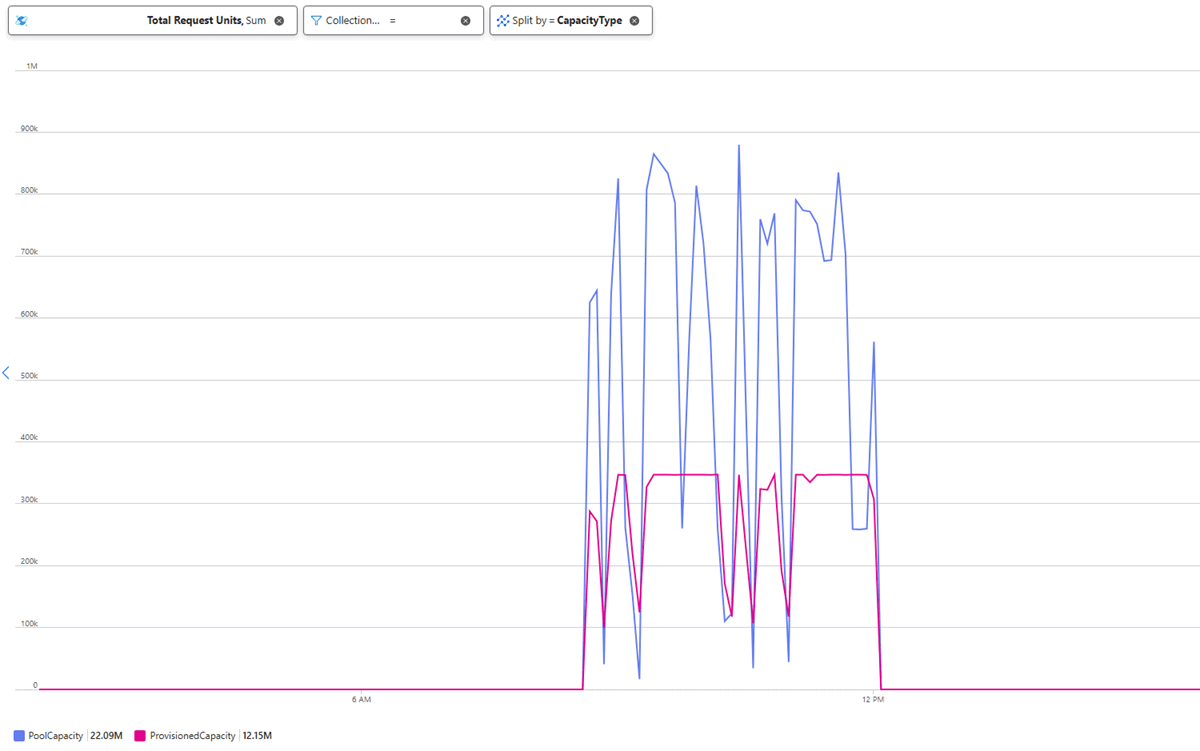 Total Request Units, Sum Collection... = Split by = CapacityType
1M
900k
800k
700k
600k
500k
400k
300k
200k
100k
0
6 AM 12 PM
PoolCapacity 22.09M ProvisionedCapacity 12.15M